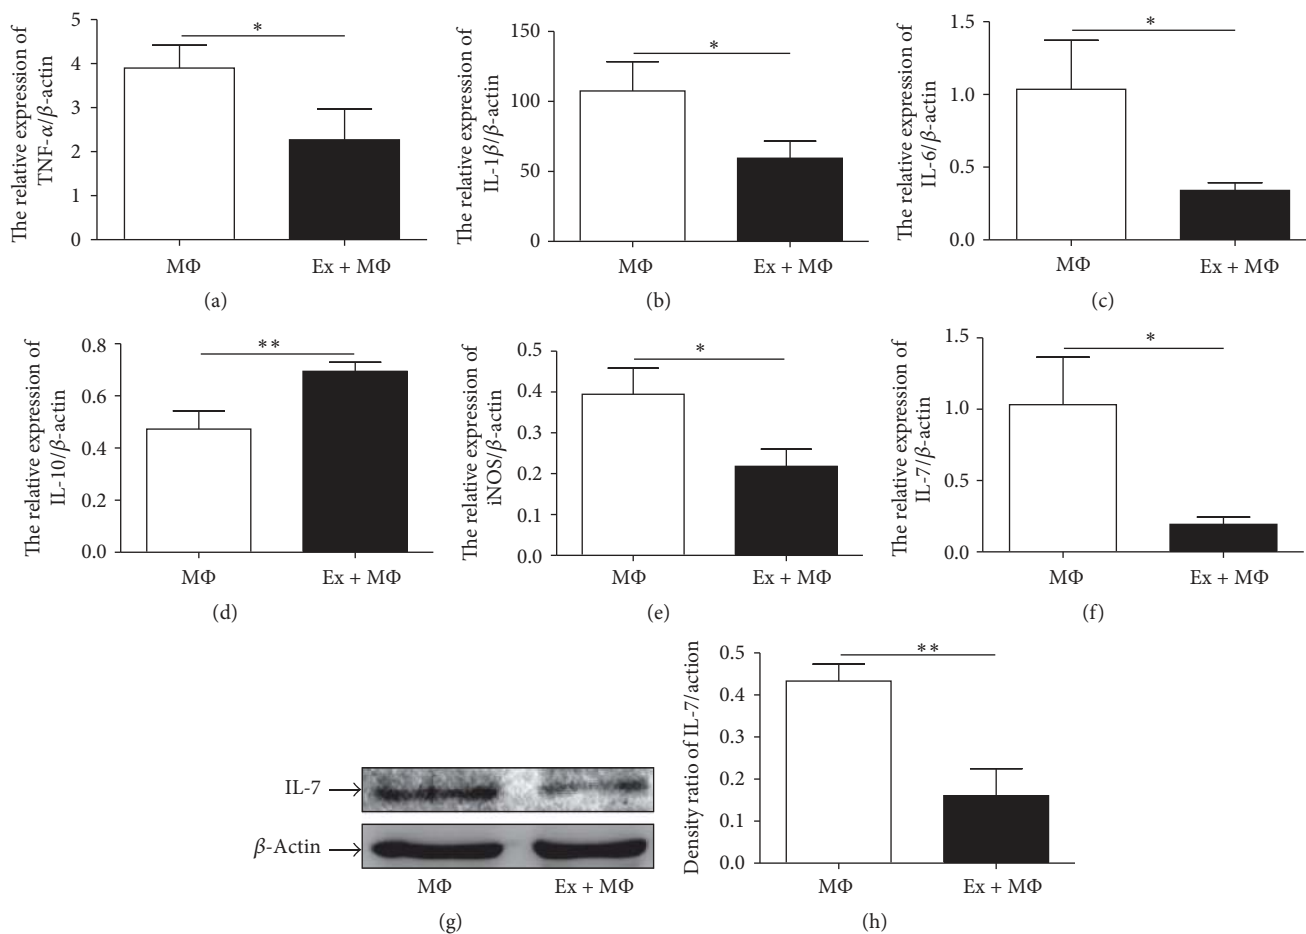 The relative expression of
TNF-α/β-actin
5
4
3
2
1
0
*
MΦ
Ex + MΦ
(a)
The relative expression of
IL-1β/β-actin
150
100
50
0
*
MΦ
Ex + MΦ
(b)
The relative expression of
IL-6/β-actin
1.5
1.0
0.5
0.0
*
MΦ
Ex + MΦ
(c)
The relative expression of
IL-10/β-actin
0.8
0.6
0.4
0.2
0.0
**
MΦ
Ex + MΦ
(d)
The relative expression of
iNOS/β-actin
0.5
0.4
0.3
0.2
0.1
0.0
*
MΦ
Ex + MΦ
(e)
The relative expression of
IL-7/β-actin
1.5
1.0
0.5
0.0
*
MΦ
Ex + MΦ
(f)
IL-7
β-Actin
MΦ
Ex + MΦ
(g)
Density ratio of IL-7/action
0.5
0.4
0.3
0.2
0.1
0.0
**
MΦ
Ex + MΦ
(h)